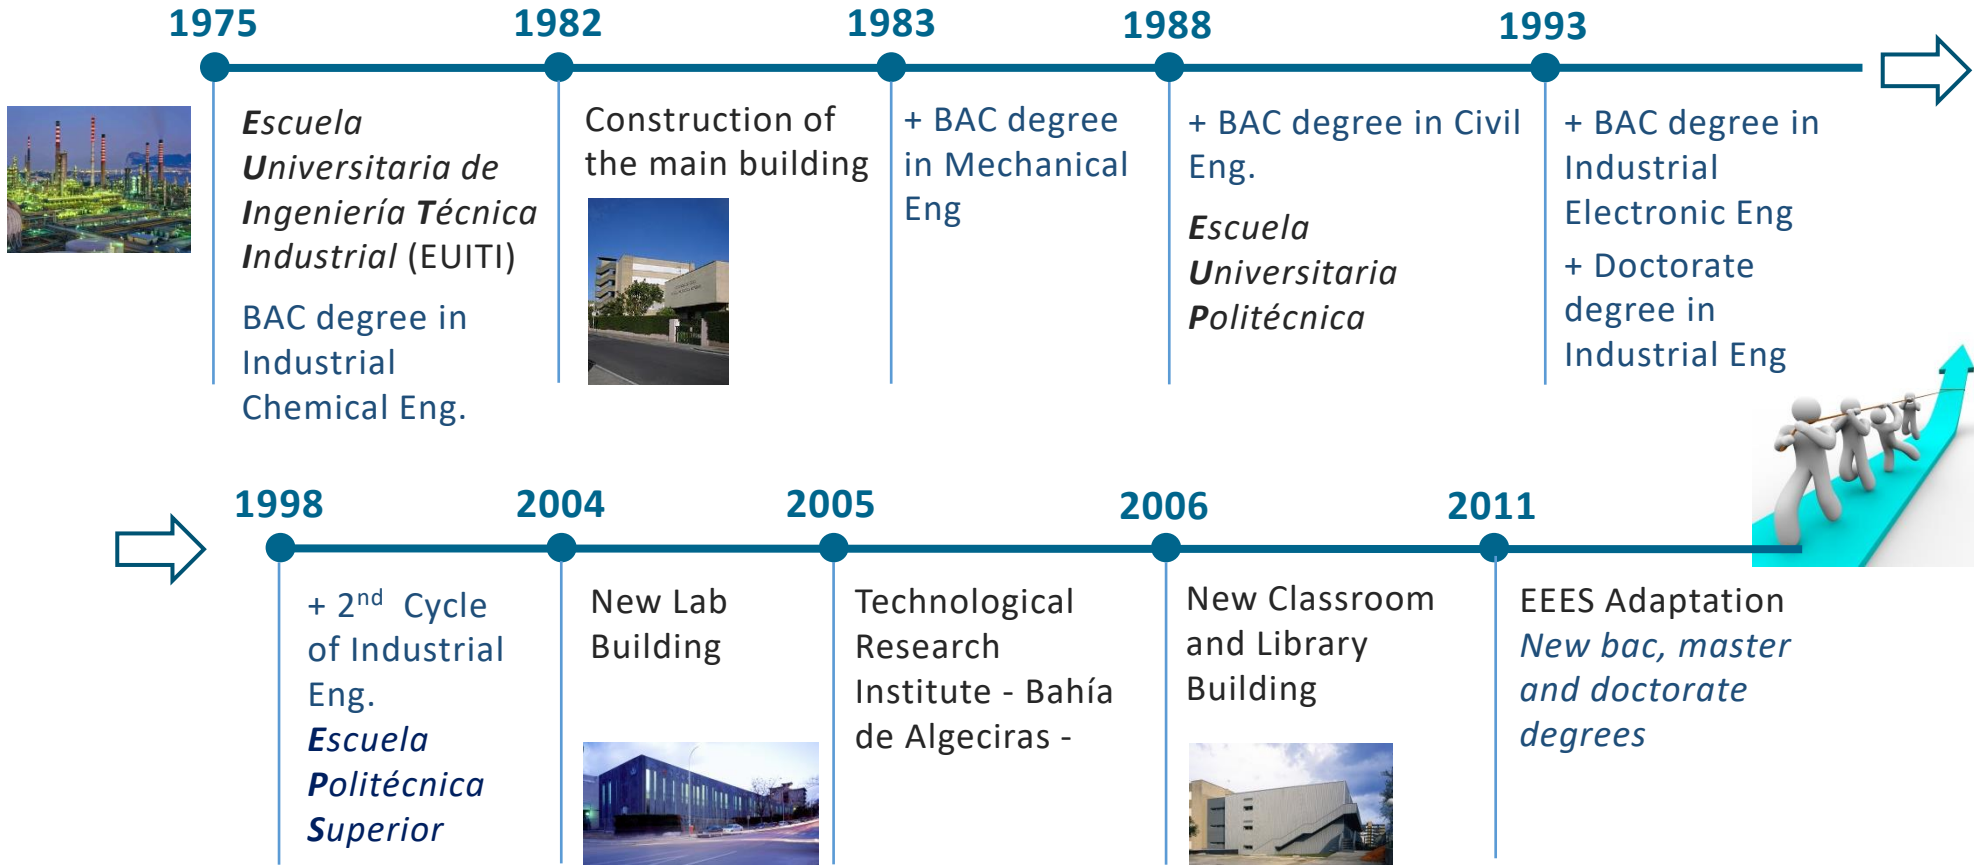 1975
Escuela
Universitaria de
Ingeniería Técnica
Industrial (EUITI)
BAC degree in
Industrial
Chemical Eng.
1982
Construction of
the main building
1983
+ BAC degree
in Mechanical
Eng
1988
+ BAC degree in Civil
Eng.
Escuela
Universitaria
Politécnica
1993
+ BAC degree in
Industrial
Electronic Eng
+ Doctorate
degree in
Industrial Eng
1998
+ 2nd Cycle
of Industrial
Eng.
Escuela
Politécnica
Superior
2004
New Lab
Building
2005
Technological
Research
Institute - Bahía
de Algeciras -
2006
New Classroom
and Library
Building
2011
EEES Adaptation
New bac, master
and doctorate
degrees